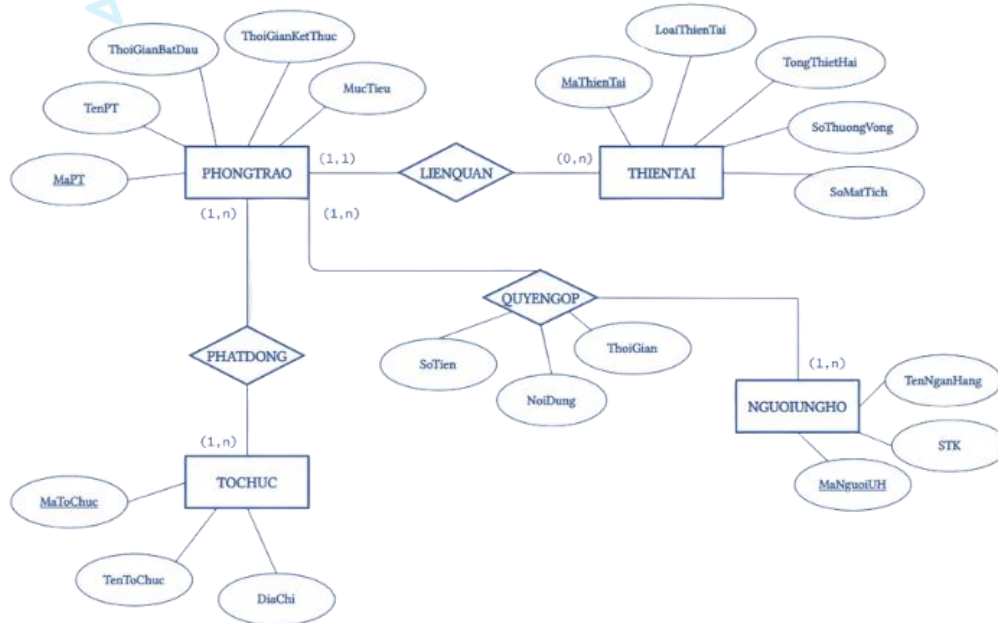 ThoiGianBatDau
ThoiGianKetThuc
LoaiThienTai
TenPT
MucTieu
MaThienTai
TongThietHai
SoThuongVong
MaPT
PHONGTRAO
(1,1)
LIENQUAN
(0,n)
THIENTAI
SoMatTich
(1,n)
(1,n)
QUYENGOP
PHATDONG
SoTien
ThoiGian
NoiDung
(1,n)
NGUOIUNGHO
TenNganHang
STK
MaNguoiUH
(1,n)
TOCHUC
MaToChuc
TenToChuc
DiaChi